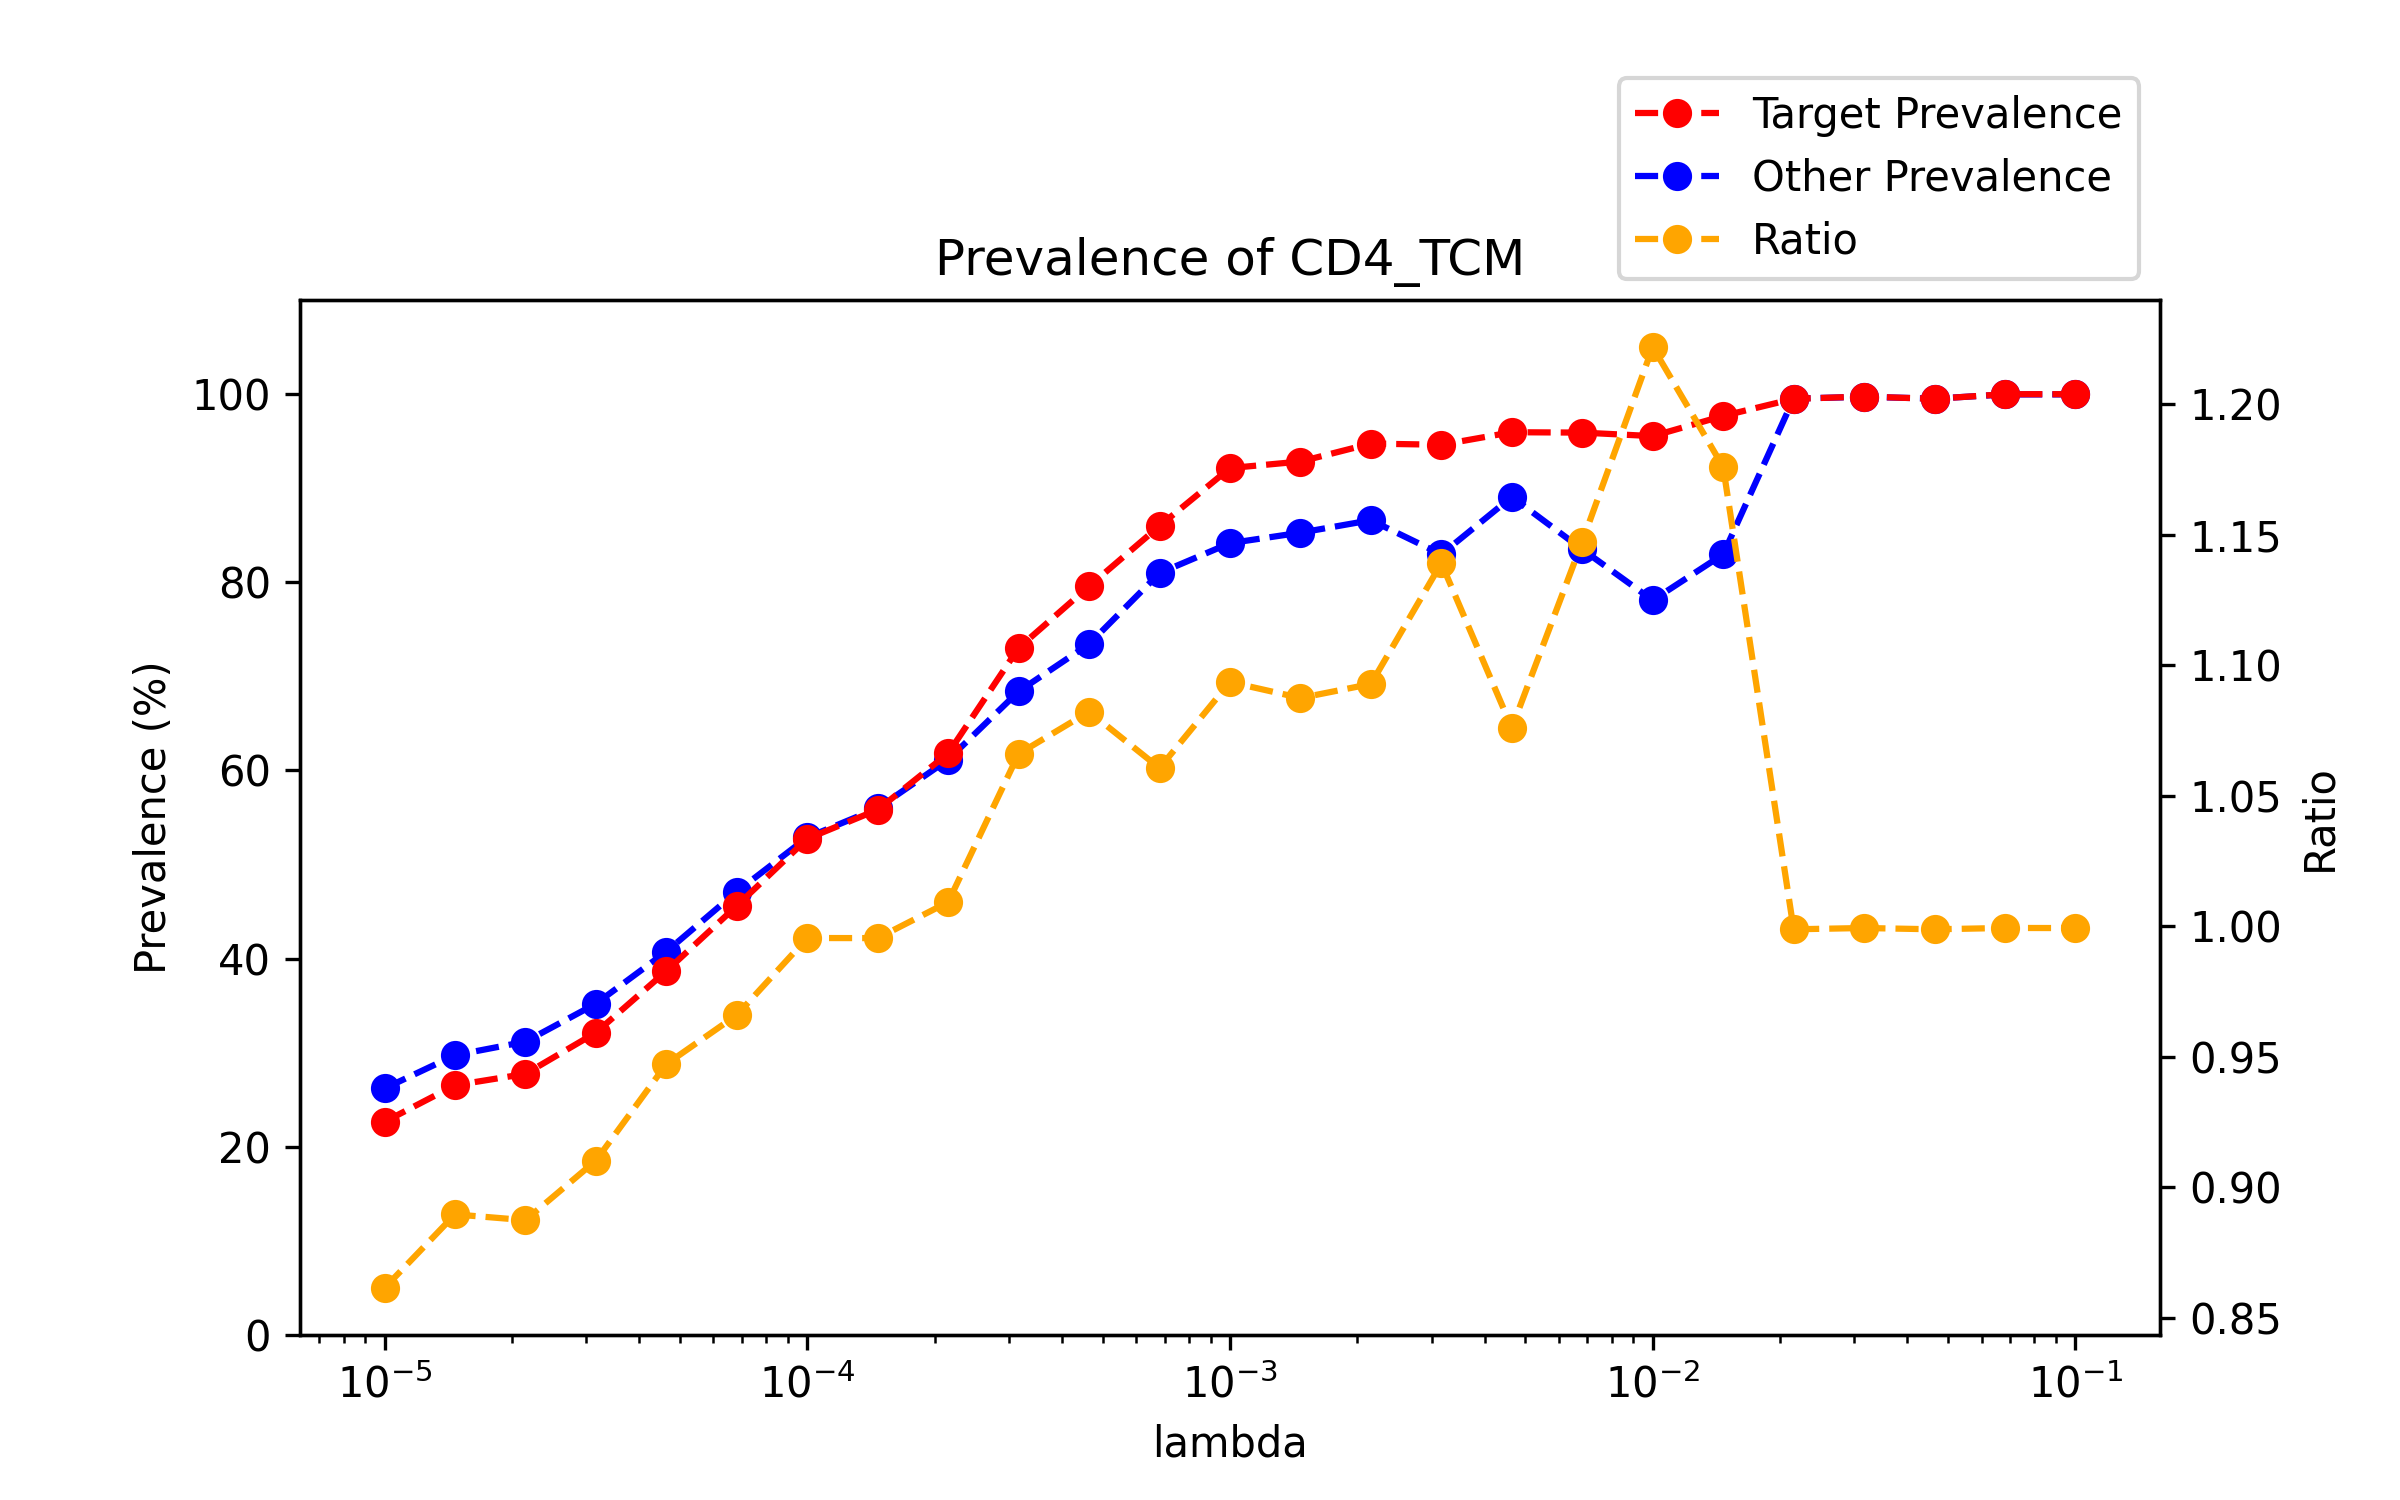 Target Prevalence
Other Prevalence
Ratio
Prevalence of CD4_TCM
Prevalence (%)
100
80
60
40
20
0
1.20
1.15
1.10
1.05
1.00
0.95
0.90
0.85
Ratio
10⁻⁵ 10⁻⁴ 10⁻³ 10⁻² 10⁻¹
lambda